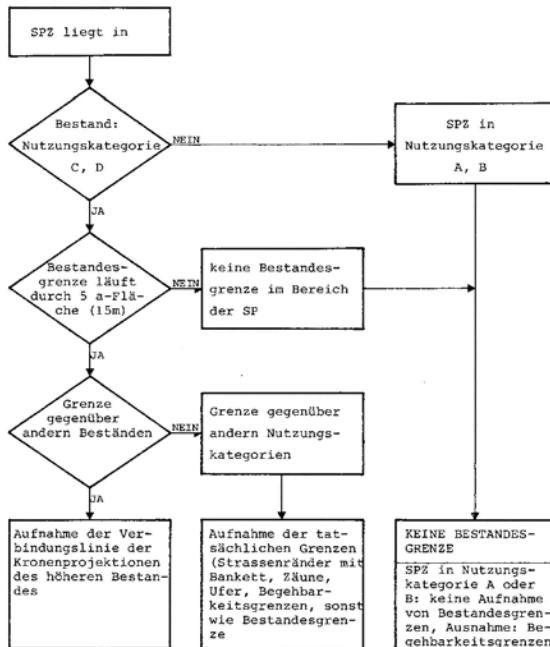 SPZ liegt in
Bestand:
Nutzungskategorie
C, D
NEIN
SPZ in
Nutzungskategorie
A, B
JA
Bestandes-
grenze läuft
durch 5 a-Flä-
che (15m)
NEIN
keine Bestandes-
grenze im Bereich
der SP
JA
Grenze
gegenüber
andern Beständen
NEIN
Grenze gegenüber
andern Nutzungs-
kategorien
JA
Aufnahme der Ver-
bindungslinie der
Kronenprojektionen
des höheren Bestan-
des
Aufnahme der tat-
sächlichen Grenzen
(Strassenränder mit
Bankett, Zäune,
Ufer, Begehbar-
keitsgrenzen, sonst
wie Bestandesgren-
ze
KEINE BESTANDES-
GRENZE
SPZ in Nutzungs-
kategorie A oder
B: keine Aufnahme
von Bestandesgren-
zen, Ausnahme: Be-
gehbarkeitsgrenzen